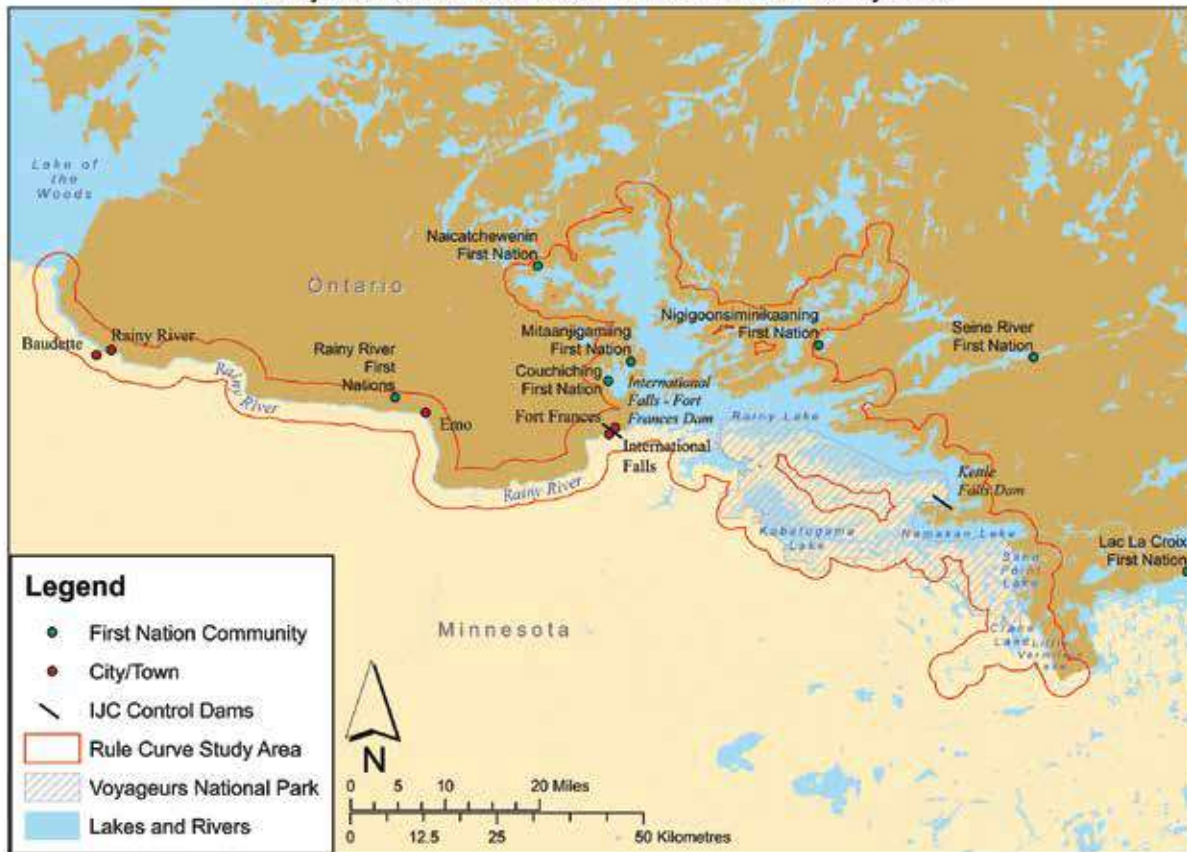 Lake of
the
Woods
Naicatchewenin
First Nation
Ontario
Mitaanjigaming
First Nation
Nigigoonsiminikaaning
First Nation
Seine River
First Nation
Baudette
Rainy River
Rainy River
First
Nations
Couchiching
First Nation
International
Falls - Fort
Frances Dam
Rainy River
Emo
Fort Frances
Rainy Lake
International
Falls
Rainy River
Kettle
Falls Dam
Kabetogama
Lake
Namakan Lake
Sand
Point
Lake
Lac La Croix
First Nation
Minnesota
Legend
First Nation Community
City/Town
IJC Control Dams
Rule Curve Study Area
Voyageurs National Park
Lakes and Rivers
N
0 5 10 20 Miles
0 12.5 25 50 Kilometres